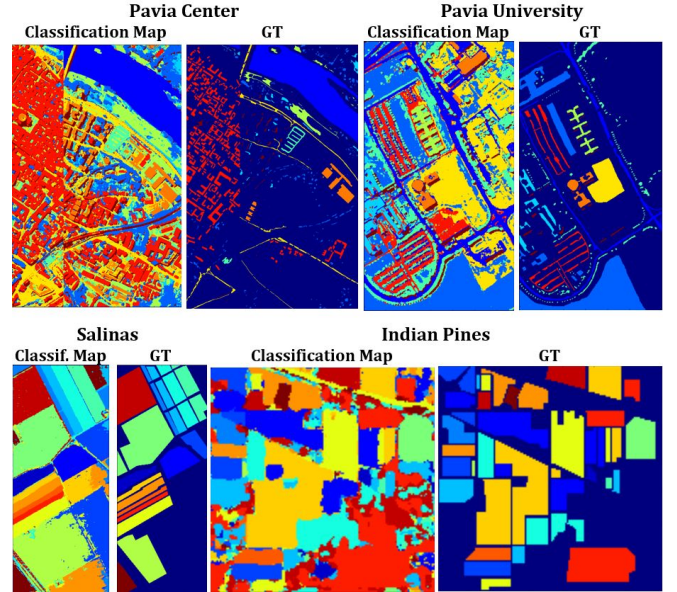 Pavia Center
Pavia University
Classification Map GT Classification Map GT
Salinas
Indian Pines
Classif. Map GT Classification Map GT